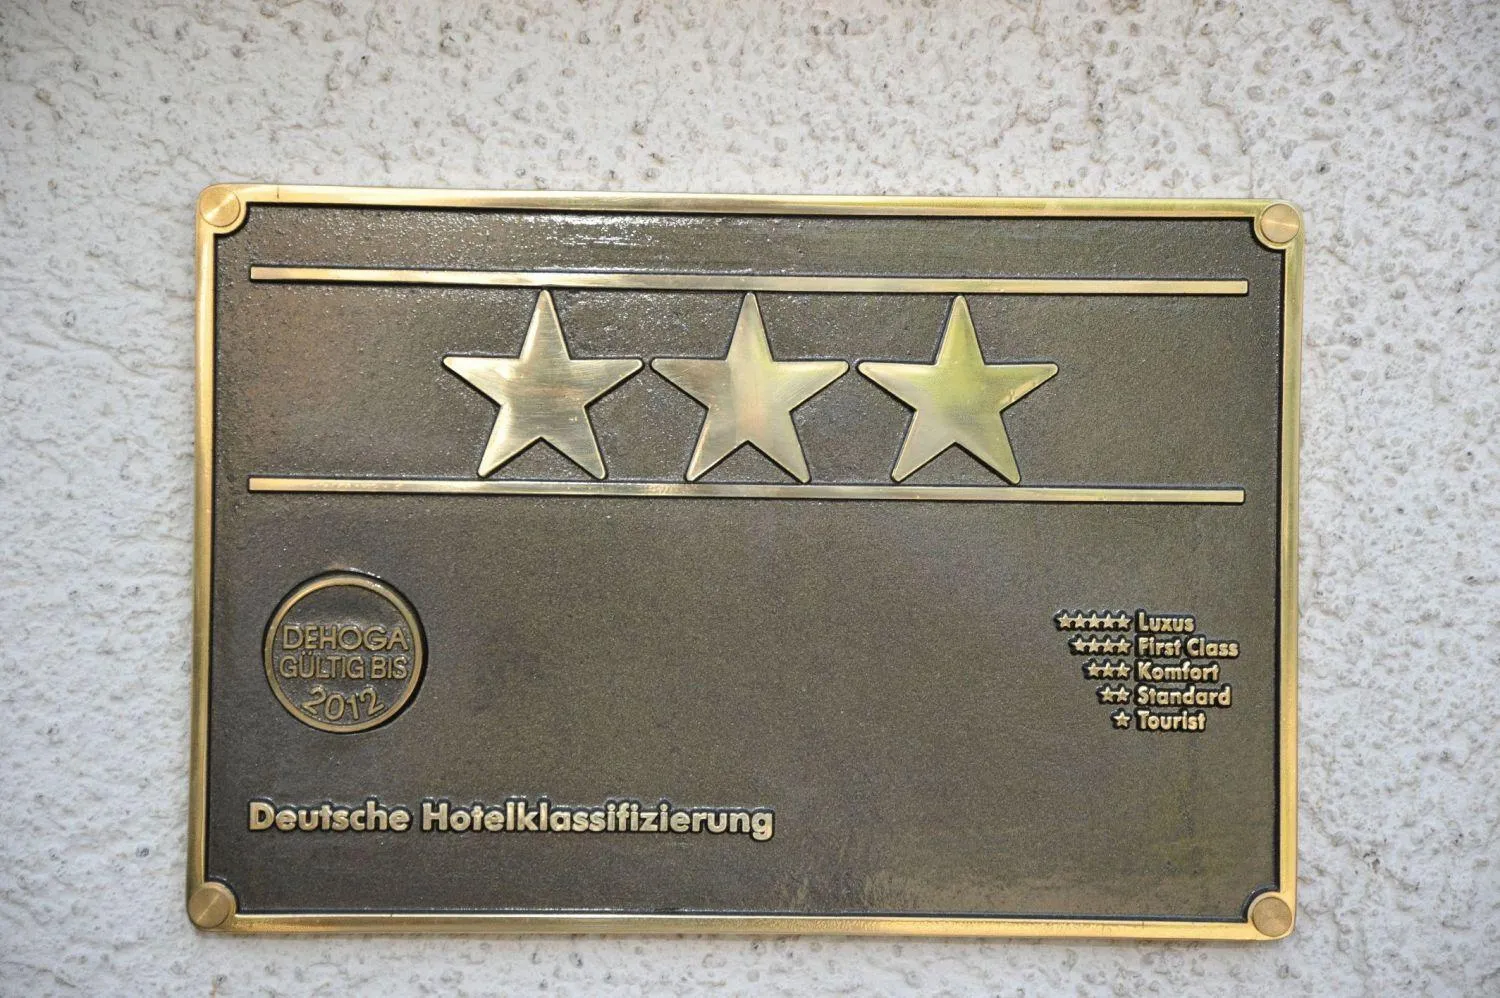 DEHOGA
GÜLTIG BIS
2012
★★★★★ Luxus
★★★★ First Class
★★★ Komfort
★★ Standard
★ Tourist
Deutsche Hotelklassifizierung